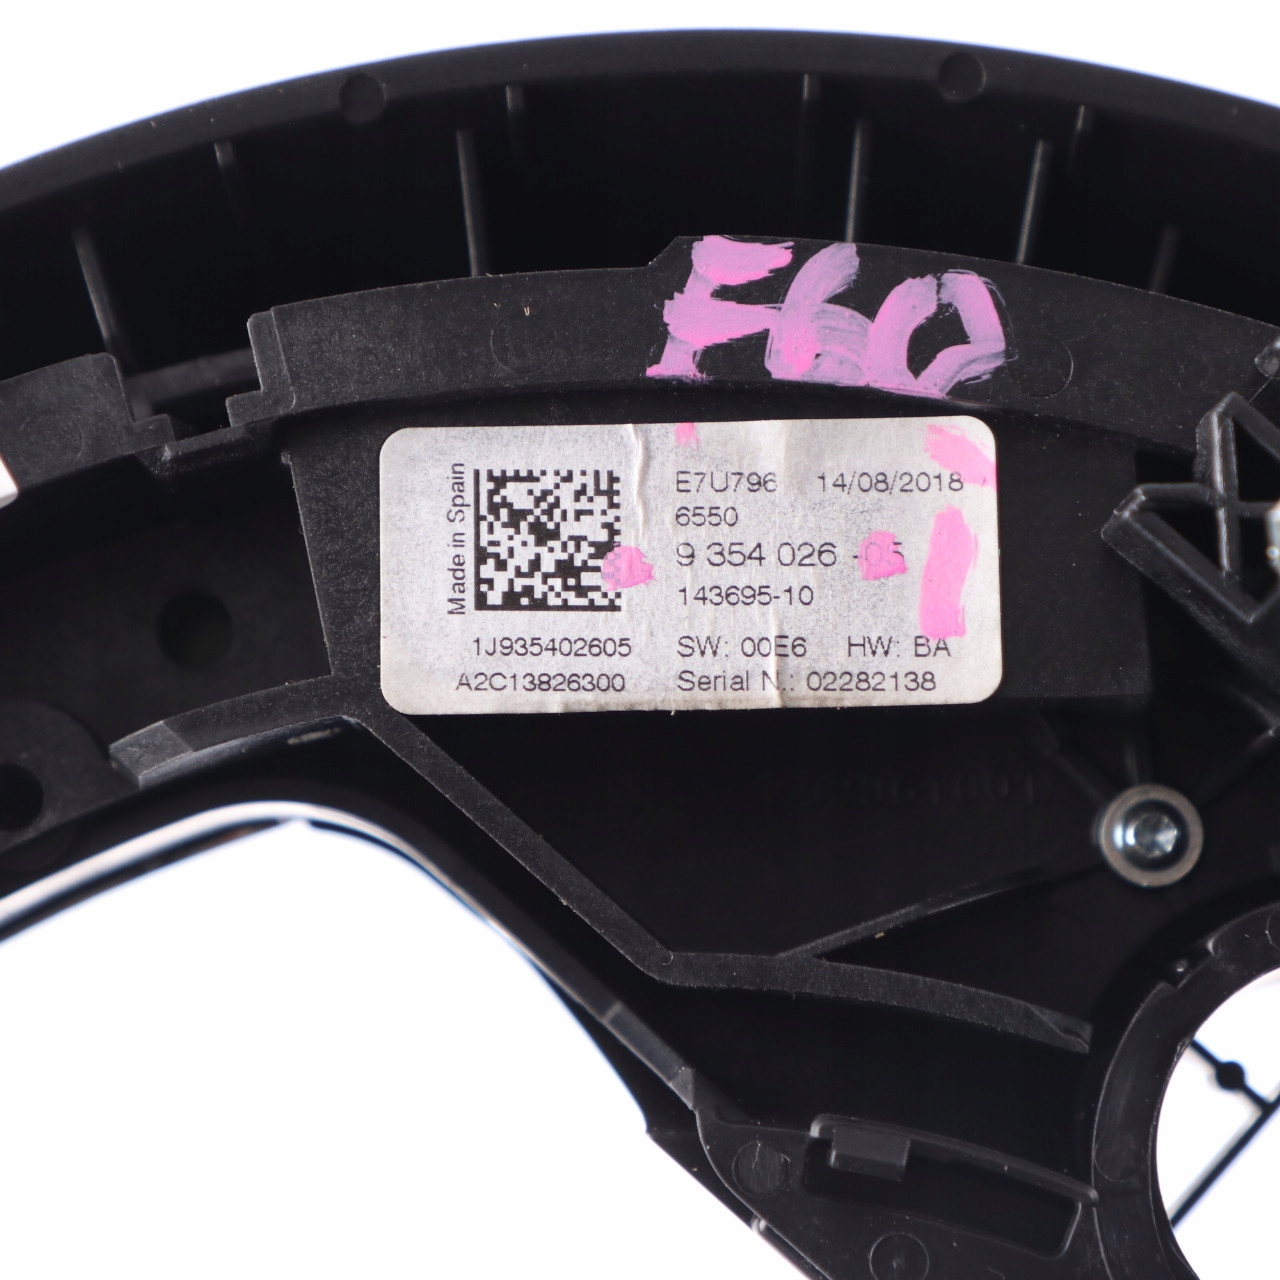 F60
Made in Spain
E7U796 14/08/2018
6550
9 354 026 -05
143695-10
1J935402605 SW: 00E6 HW: BA
A2C13826300 Serial N.: 02282138